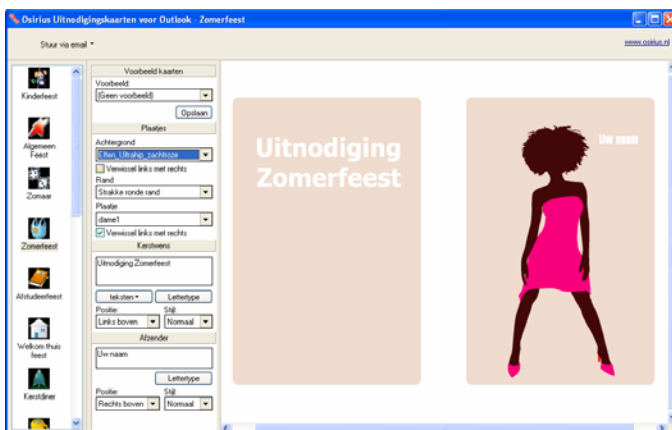 Osirius Uitnodigingskaarten voor Outlook - Zomerfeest
Stuur via email
www.osirius.nl
Kinderfeest
Algemeen
Feest
Zomaar
Zomerfeest
Afstudeerfeest
Welkom thuis
feest
Kerstdiner
Voorbeeld kaarten
Voorbeeld:
(Geen voorbeeld)
Opslaan
Plaatjes
Achtergrond
Effen_Ultrahip_zachtroze
Verwissel links met rechts
Rand
Strakke ronde rand
Plaatje
dame1
Verwissel links met rechts
Kerstwens
Uitnodiging Zomerfeest
teksten
Lettertype
Positie:
Stijl:
Links boven
Normaal
Afzender
Uw naam
Lettertype
Positie:
Stijl:
Rechts boven
Normaal
Uitnodiging
Zomerfeest
Uw naam